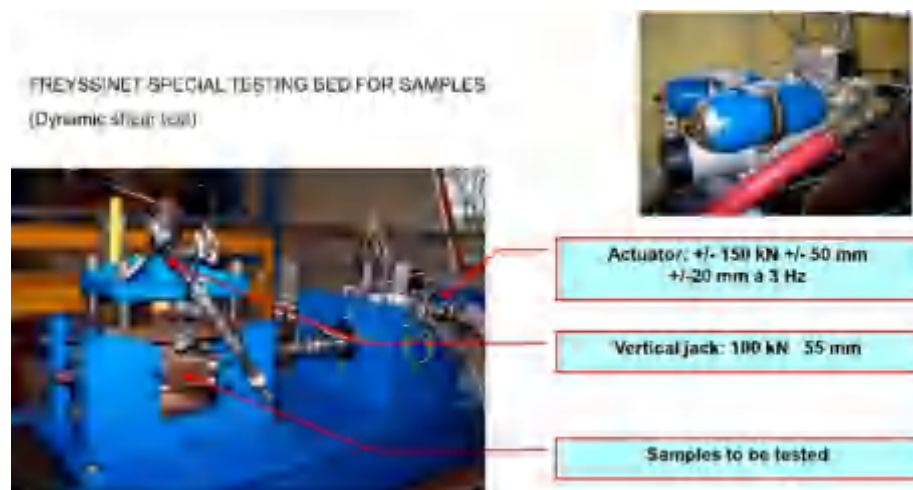 FREYSSINET SPECIAL TESTING BED FOR SAMPLES
(Dynamic shear test)
Actuator: +/- 150 kN +/- 50 mm
+/-20 mm à 3 Hz
Vertical jack: 100 kN 55 mm
Samples to be tested